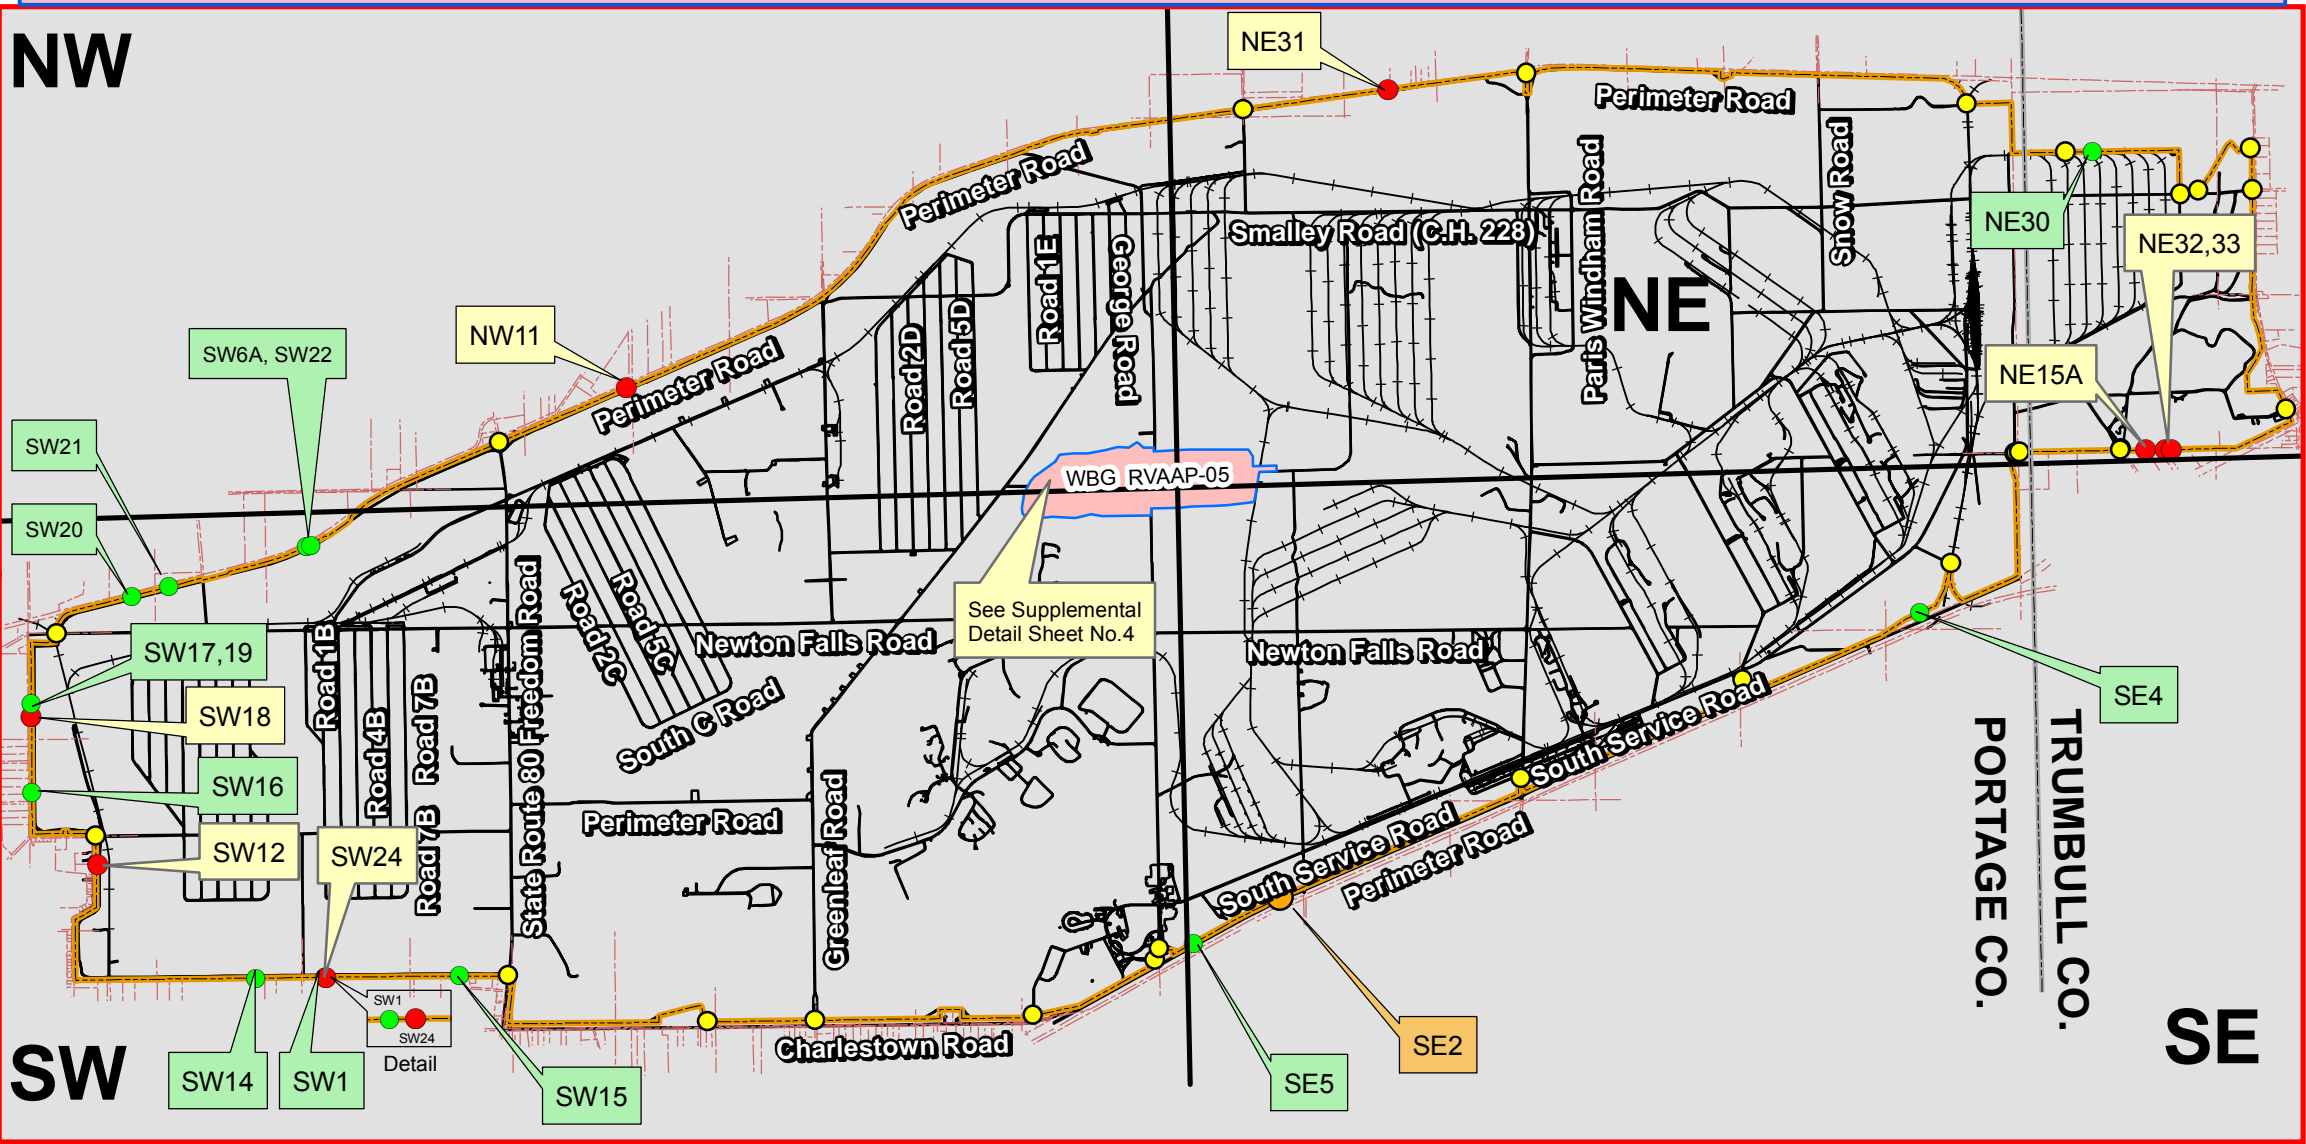 NW
NE31
Perimeter Road
Perimeter Road
Snow Road
Paris Windham Road
Smalley Road (C.H. 228)
NE30
NE32,33
NE
Road 1E
George Road
Road 5D
Road 2D
NW11
Perimeter Road
SW6A, SW22
NE15A
SW21
WBG RVAAP-05
SW20
See Supplemental
Detail Sheet No.4
Newton Falls Road
Newton Falls Road
Road 5C
Road 2C
South C Road
State Route 80 Freedom Road
Road 1B
Road 4B
Road 7B
Road 7B
SW17,19
SW18
SW16
SW12
SW24
Perimeter Road
Greenleaf Road
South Service Road
South Service Road
Perimeter Road
SE4
PORTAGE CO.
TRUMBULL CO.
SW1
SW24
Detail
SW
SW14
SW1
SW15
Charlestown Road
SE5
SE2
SE